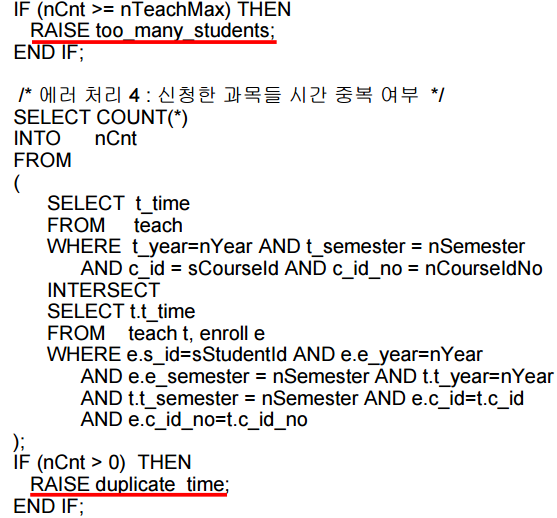 IF (nCnt >= nTeachMax) THEN
RAISE too_many_students;
END IF;
/* 에러 처리 4 : 신청한 과목들 시간 중복 여부 */
SELECT COUNT(*)
INTO nCnt
FROM
(
SELECT t_time
FROM teach
WHERE t_year=nYear AND t_semester = nSemester
AND c_id = sCourseId AND c_id_no = nCourseIdNo
INTERSECT
SELECT t.t_time
FROM teach t, enroll e
WHERE e.s_id=sStudentId AND e.e_year=nYear
AND e.e_semester = nSemester AND t.t_year=nYear
AND t.t_semester = nSemester AND e.c_id=t.c_id
AND e.c_id_no=t.c_id_no
);
IF (nCnt > 0) THEN
RAISE duplicate_time;
END IF;